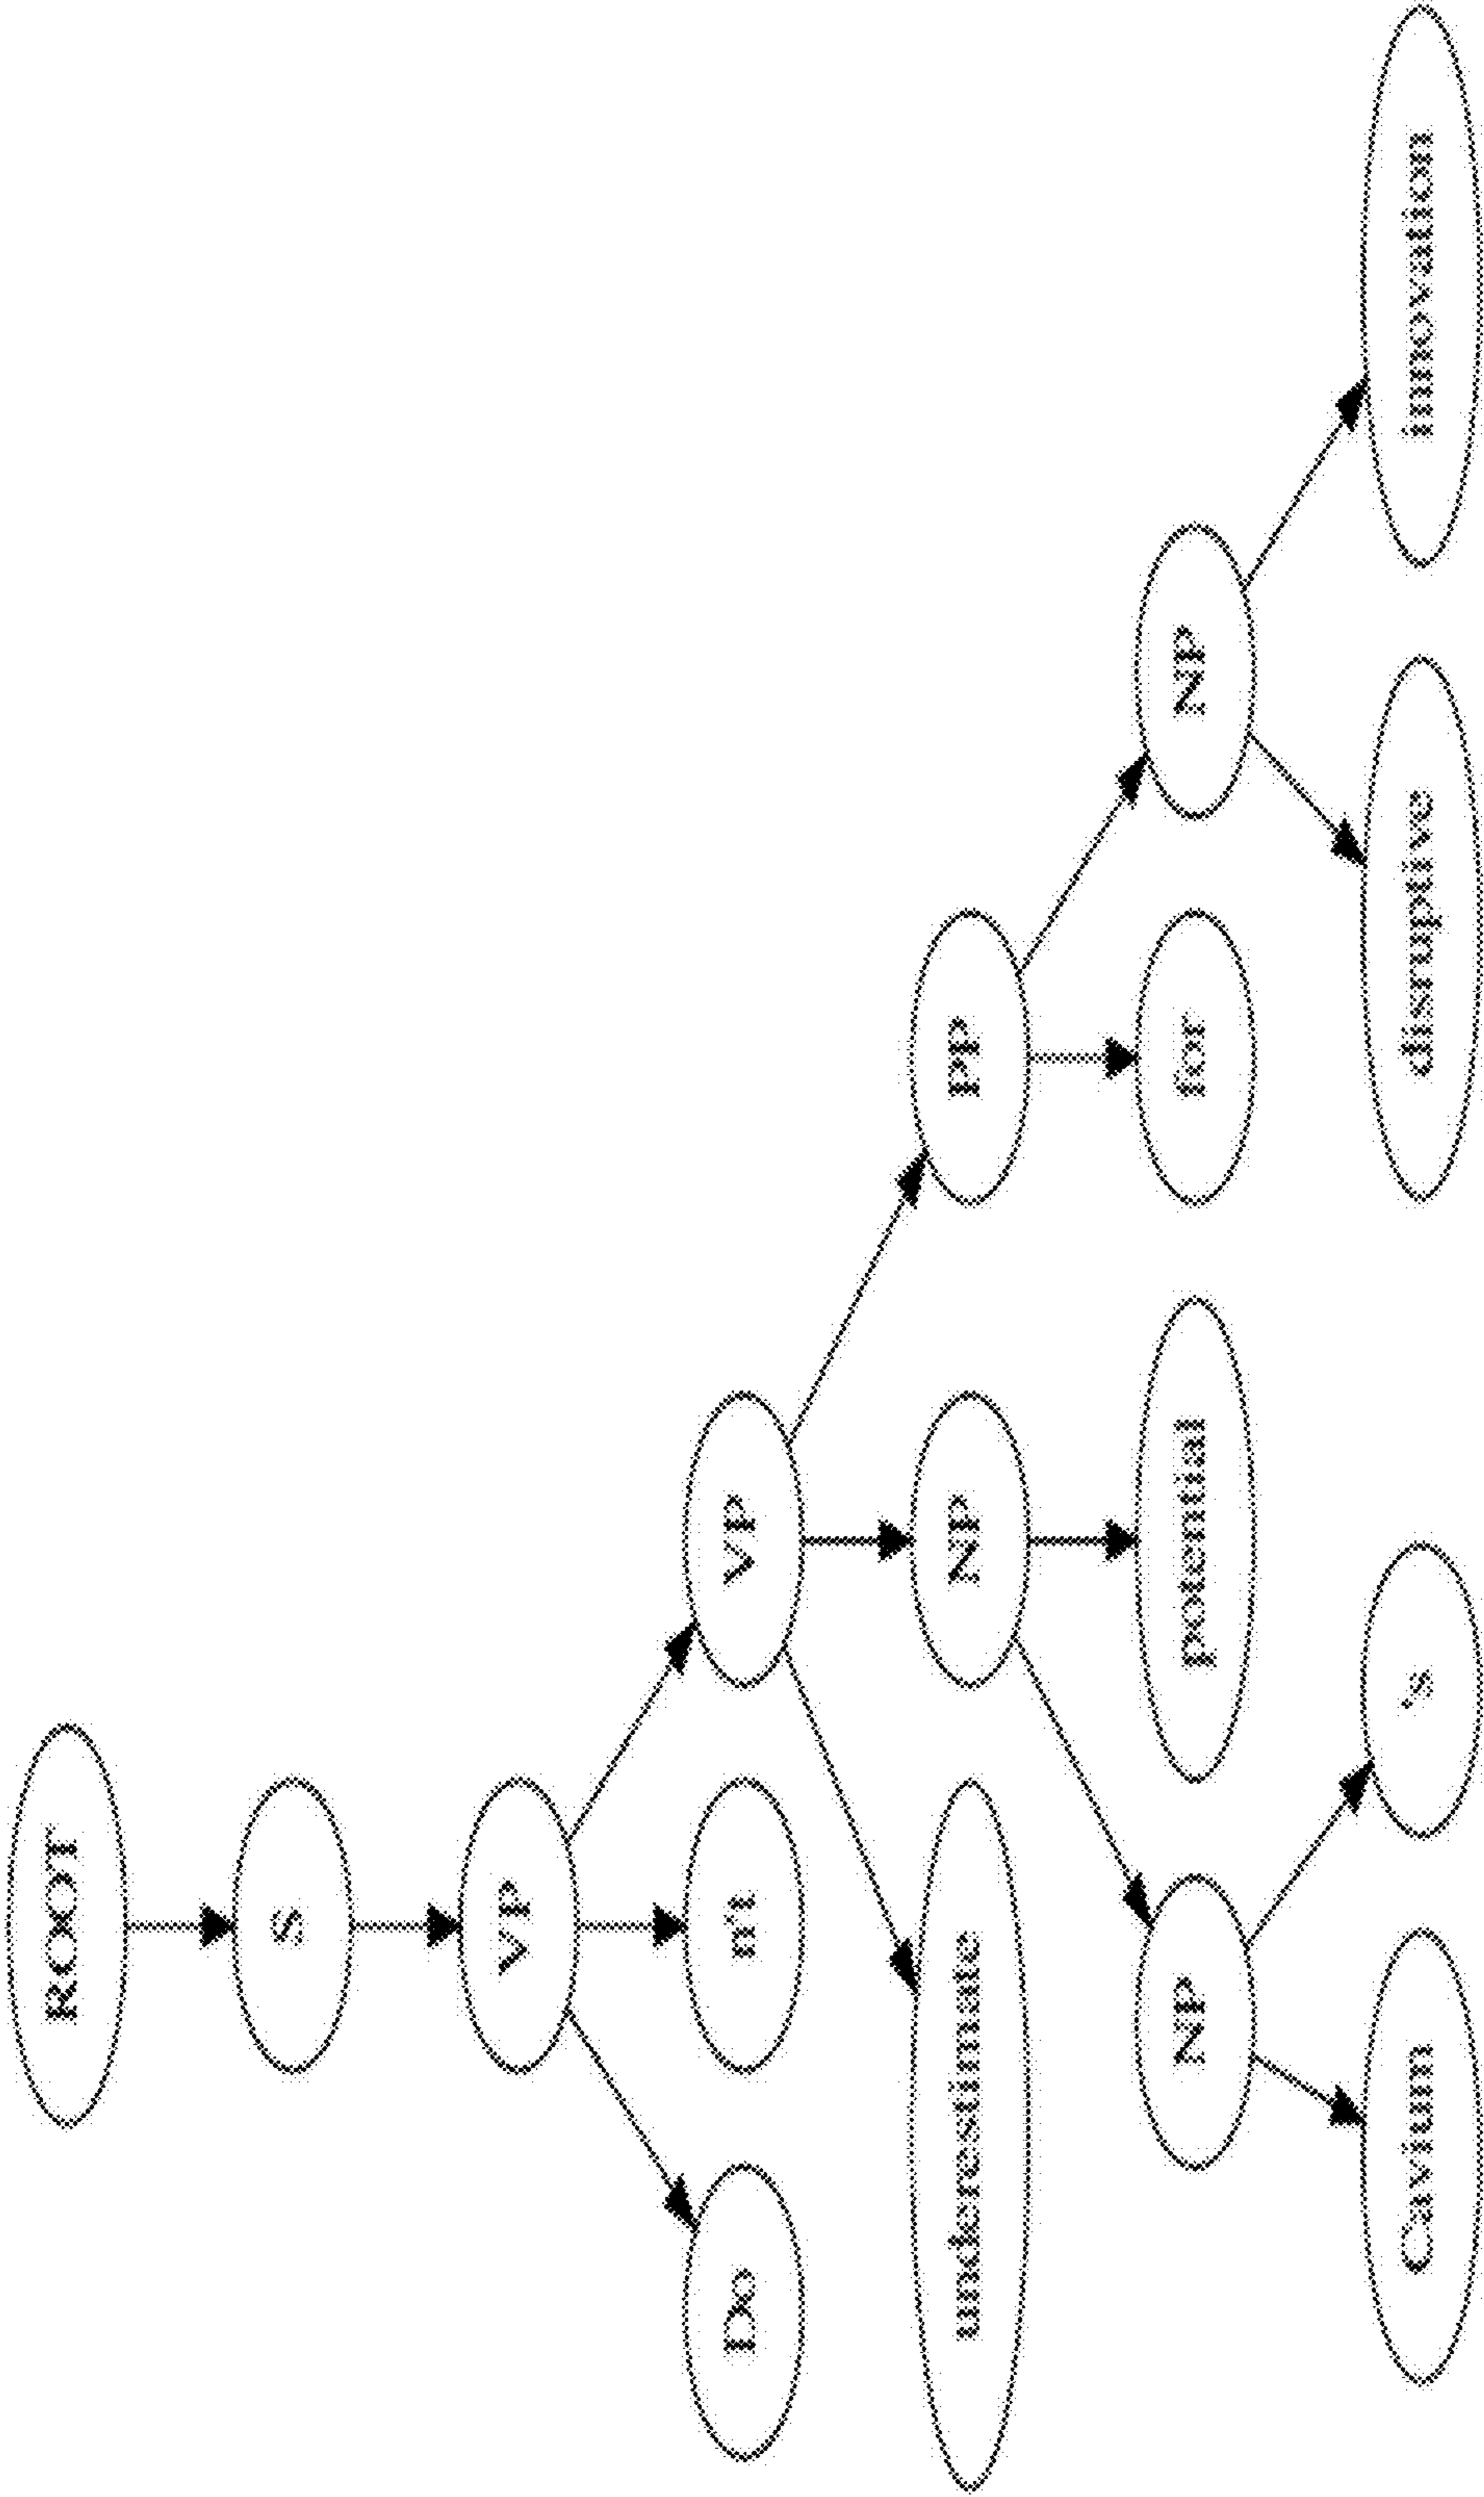 ROOT
S
VP
Do n't VP
underestimate NP PP
NP potential for NP
Cavium 's disruptive innovation